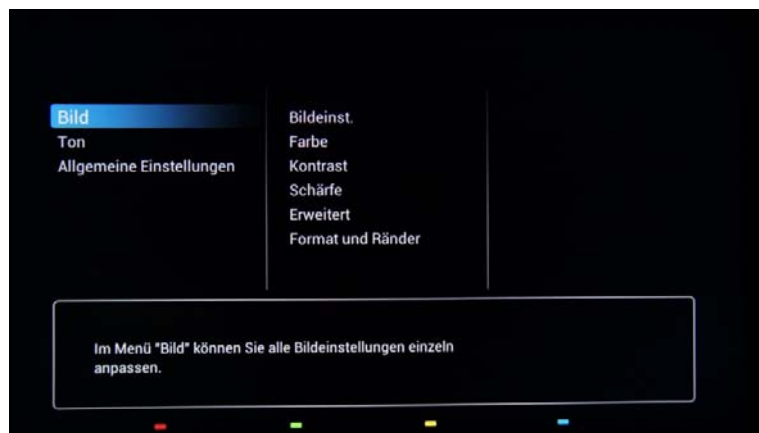 Bild
Ton
Allgemeine Einstellungen
Bildeinst.
Farbe
Kontrast
Schärfe
Erweitert
Format und Ränder
Im Menü "Bild" können Sie alle Bildeinstellungen einzeln
anpassen.